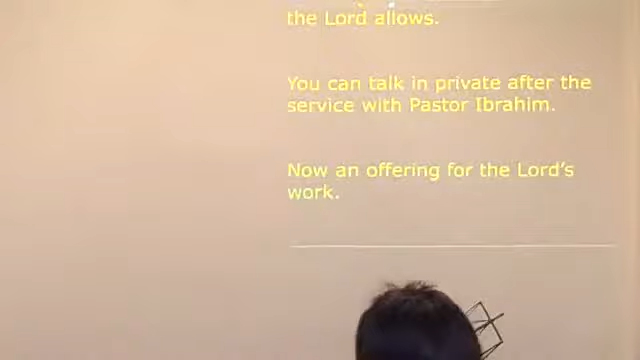 the Lord allows.
You can talk in private after the
service with Pastor Ibrahim.
Now an offering for the Lord's
work.